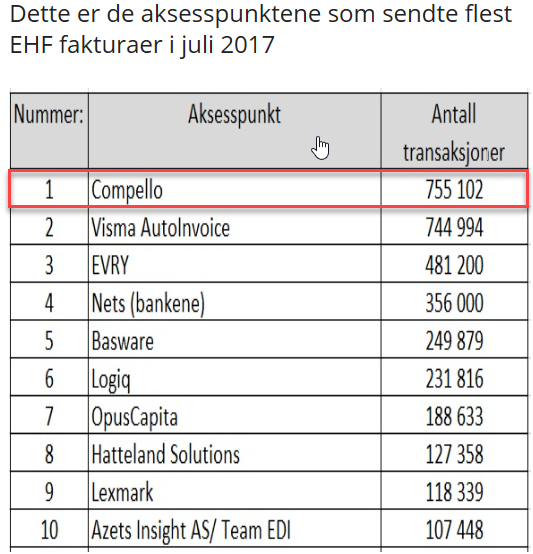 Dette er de aksesspunktene som sendte flest
EHF fakturaer i juli 2017
Nummer: Aksesspunkt Antall
transaksjoner
1 Compello 755 102
2 Visma AutoInvoice 744 994
3 EVRY 481 200
4 Nets (bankene) 356 000
5 Basware 249 879
6 Logiq 231 816
7 OpusCapita 188 633
8 Hatteland Solutions 127 358
9 Lexmark 118 339
10 Azets Insight AS/ Team EDI 107 448